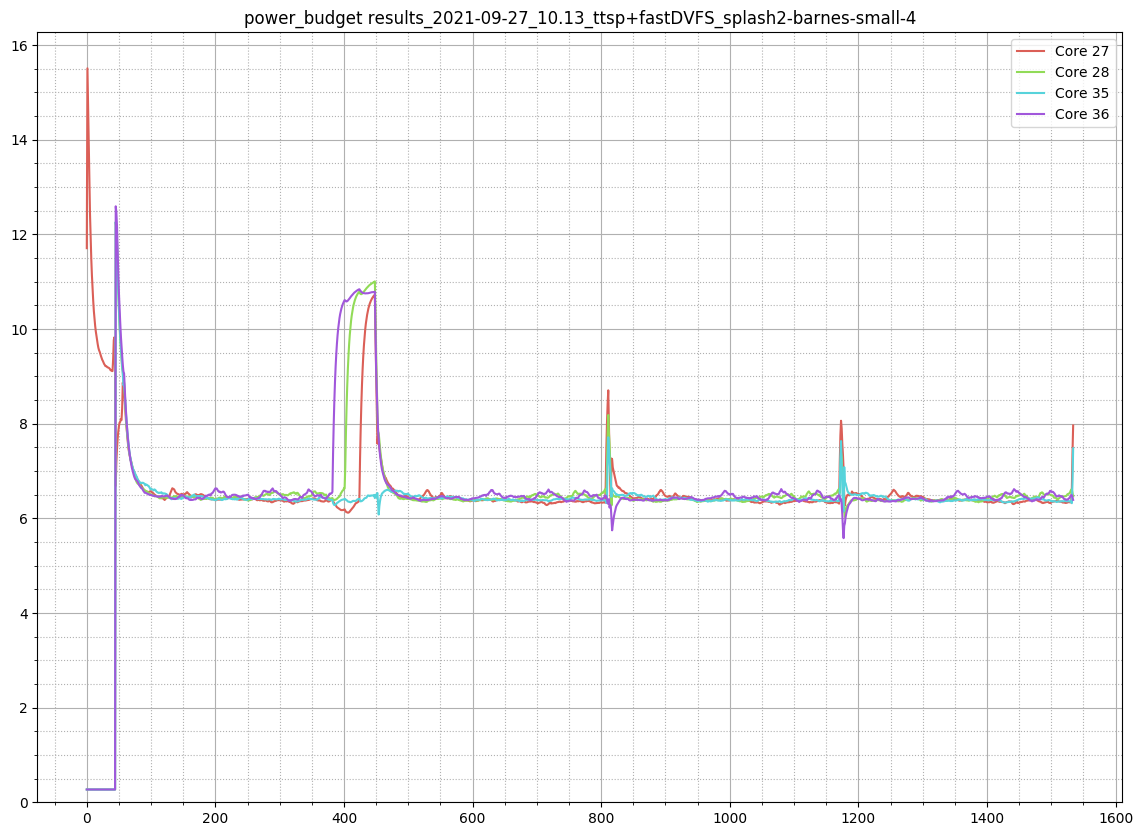 power_budget results_2021-09-27_10.13_ttsp+fastDVFS_splash2-barnes-small-4
Core 27
Core 28
Core 35
Core 36
16
14
12
10
8
6
4
2
0
0 200 400 600 800 1000 1200 1400 1600